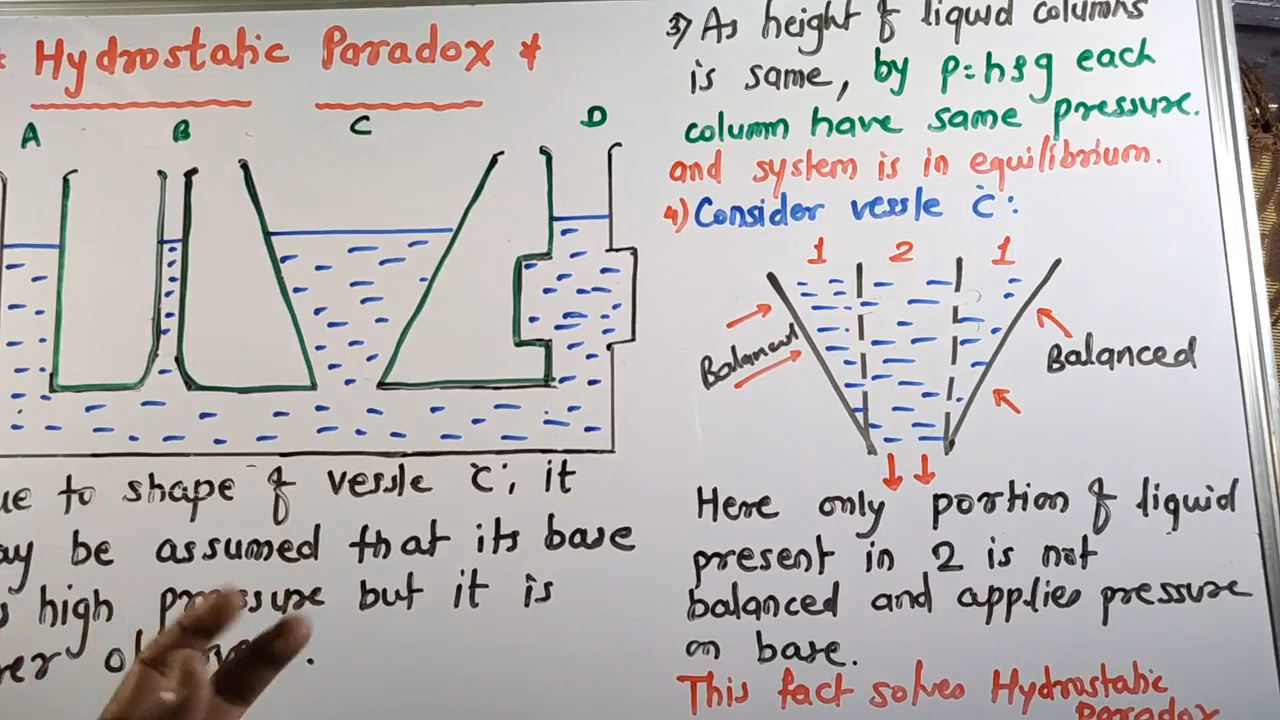 * Hydrostatic Paradox *
A B C D
ue to shape of vessle C; it
ay be assumed that its base
s high pressure but it is
er
3) As height of liquid columns
is same, by p=hρg each
column have same pressure.
and system is in equilibrium.
4) Consider vessle C:
1 2 1
Balanced
Balanced
Here only portion of liquid
present in 2 is not
balanced and applies pressure
on base.
This fact solves Hydrostatic
Paradox